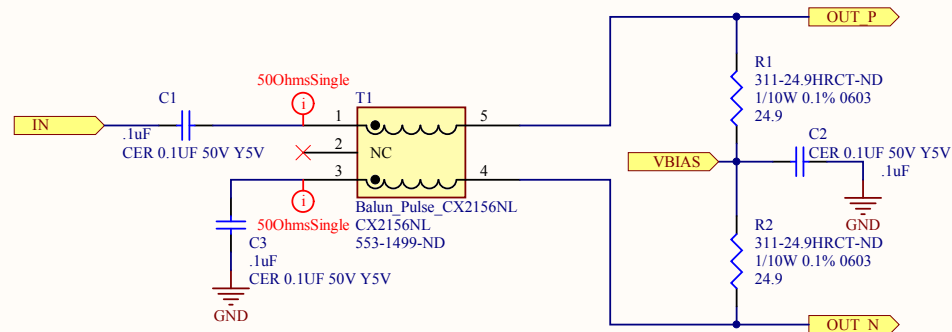 OUT_P
R1
311-24.9HRCT-ND
1/10W 0.1% 0603
24.9
50OhmsSingle
i
T1
C1
IN
.1uF
CER 0.1UF 50V Y5V
1
5
2
NC
3
4
i
50OhmsSingle
Balun_Pulse_CX2156NL
CX2156NL
553-1499-ND
C3
.1uF
CER 0.1UF 50V Y5V
GND
VBIAS
C2
CER 0.1UF 50V Y5V
.1uF
GND
R2
311-24.9HRCT-ND
1/10W 0.1% 0603
24.9
OUT_N